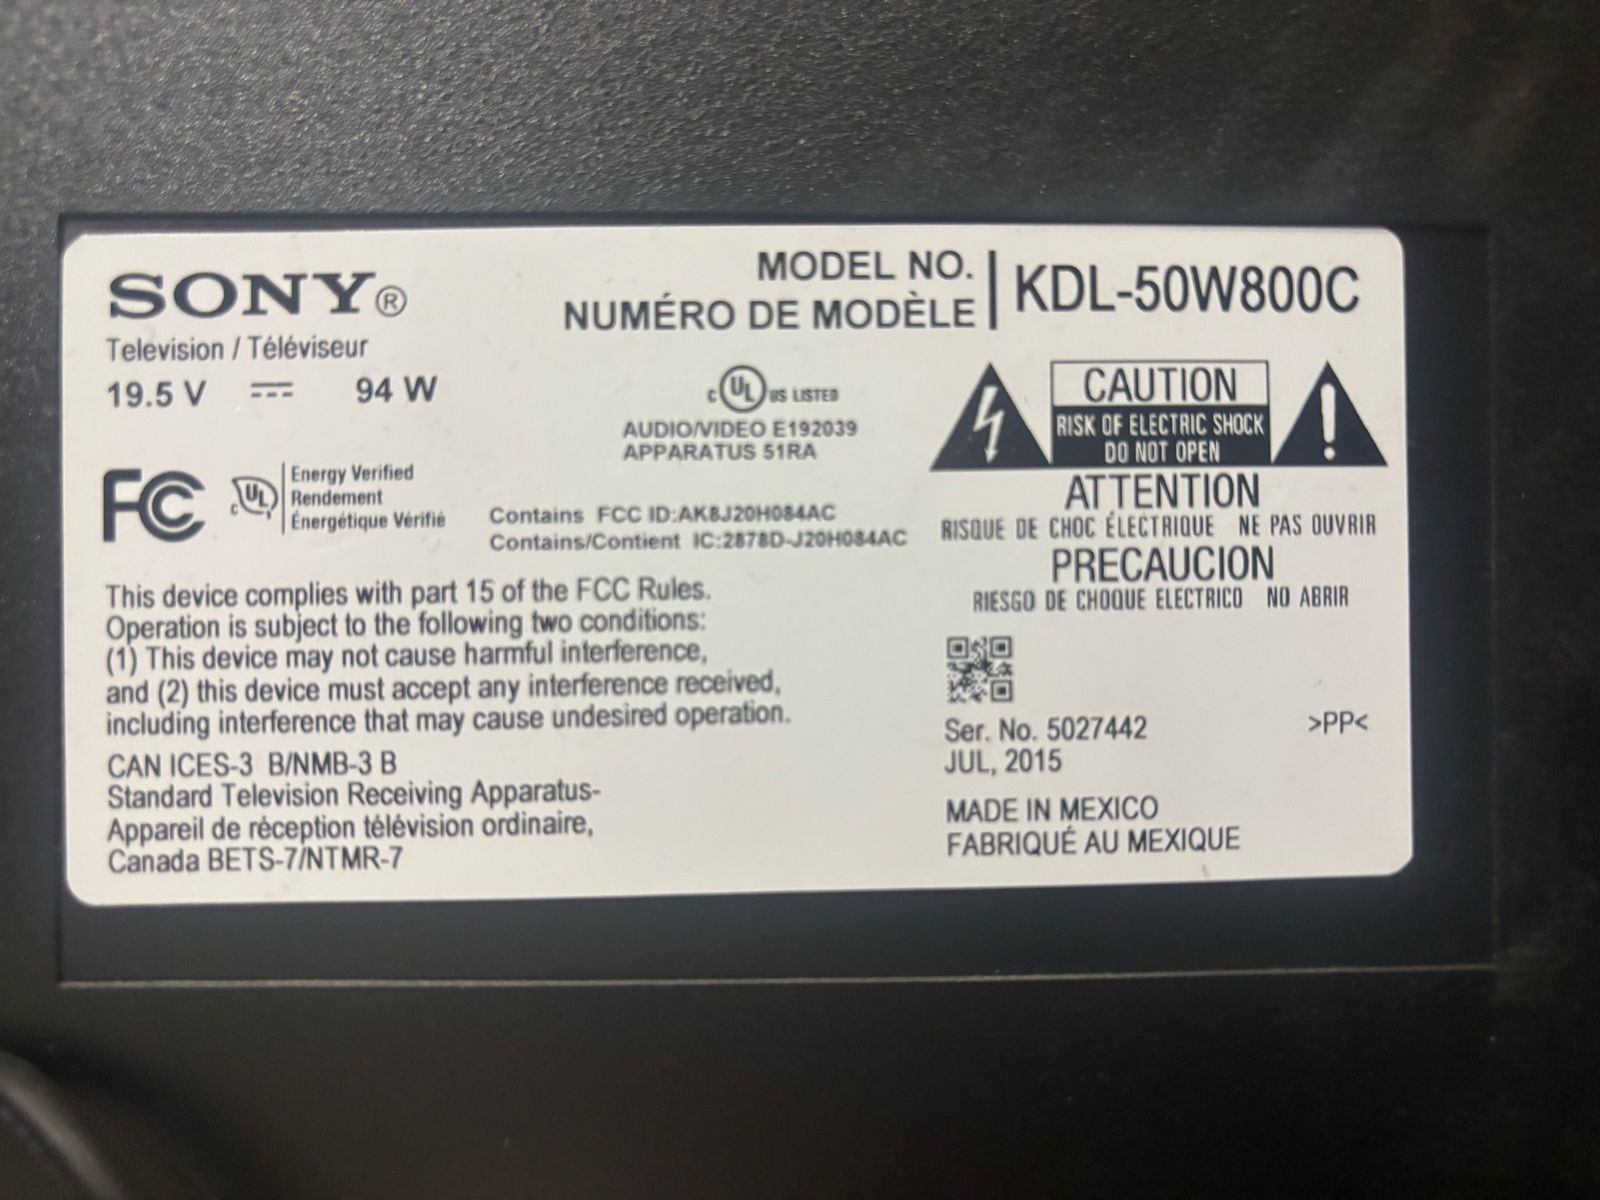 SONY®
Television / Téléviseur
19.5 V ⎓ 94 W
MODEL NO.
NUMÉRO DE MODÈLE
KDL-50W800C
c UL US LISTED
AUDIO/VIDEO E192039
APPARATUS 51RA
FC
c UL
Energy Verified
Rendement
Énergétique Vérifié
Contains FCC ID:AK8J20H084AC
Contains/Contient IC:2878D-J20H084AC
CAUTION
RISK OF ELECTRIC SHOCK
DO NOT OPEN
ATTENTION
RISQUE DE CHOC ÉLECTRIQUE NE PAS OUVRIR
PRECAUCION
RIESGO DE CHOQUE ELECTRICO NO ABRIR
This device complies with part 15 of the FCC Rules.
Operation is subject to the following two conditions:
(1) This device may not cause harmful interference,
and (2) this device must accept any interference received,
including interference that may cause undesired operation.
CAN ICES-3 B/NMB-3 B
Standard Television Receiving Apparatus-
Appareil de réception télévision ordinaire,
Canada BETS-7/NTMR-7
Ser. No. 5027442
JUL, 2015
>PP<
MADE IN MEXICO
FABRIQUÉ AU MEXIQUE